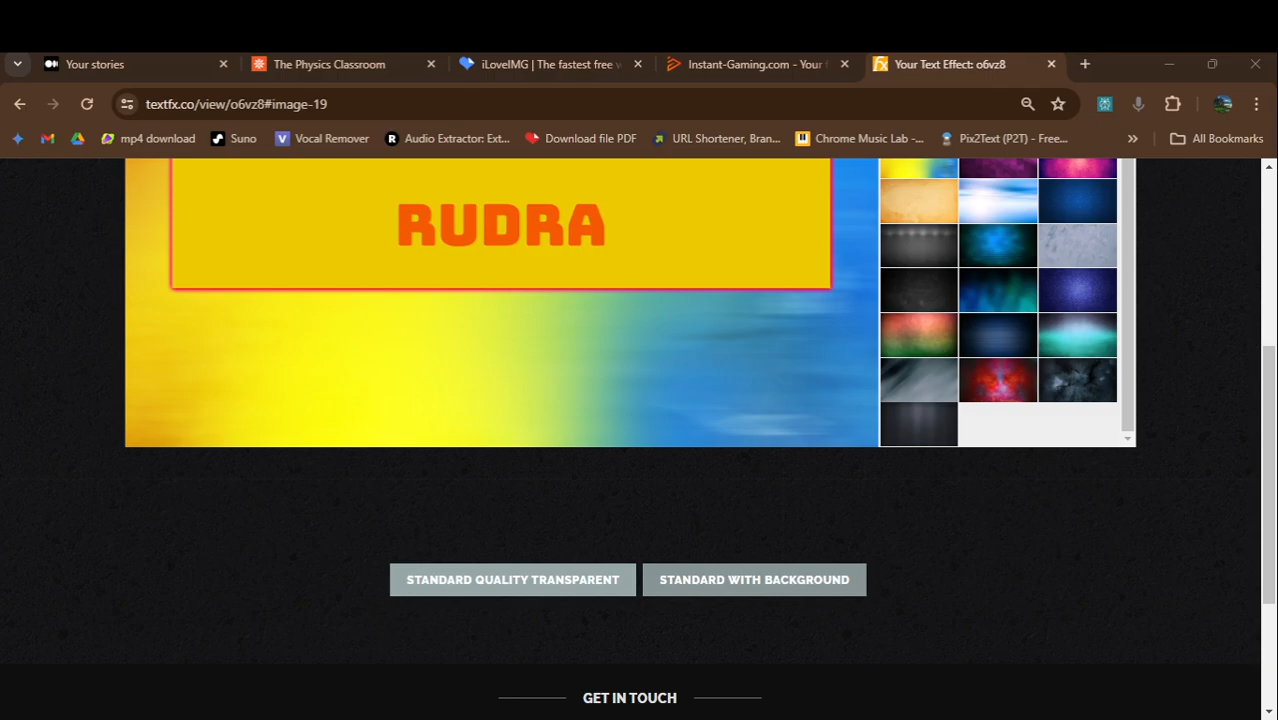 Your stories
The Physics Classroom
iLoveIMG | The fastest free
Instant-Gaming.com - Your
Your Text Effect: o6vz8
textfx.co/view/o6vz8#image-19
mp4 download
Suno
Vocal Remover
Audio Extractor: Ext...
Download file PDF
URL Shortener, Bran...
Chrome Music Lab -...
Pix2Text (P2T) - Free...
All Bookmarks
RUDRA
STANDARD QUALITY TRANSPARENT
STANDARD WITH BACKGROUND
GET IN TOUCH